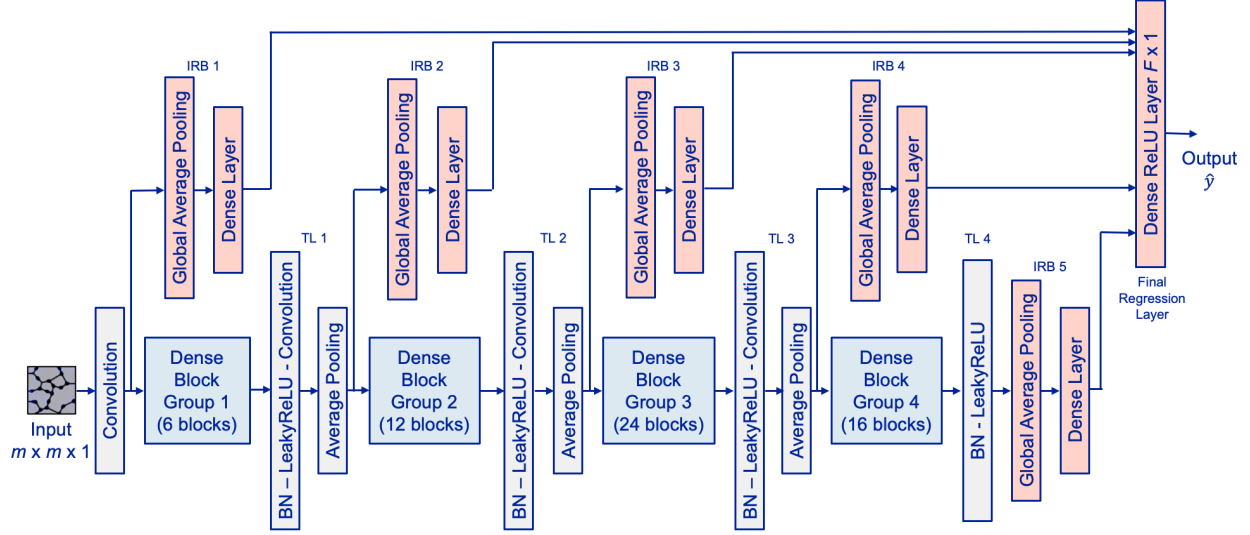 IRB 1
Global Average Pooling
Dense Layer
IRB 2
Global Average Pooling
Dense Layer
IRB 3
Global Average Pooling
Dense Layer
IRB 4
Global Average Pooling
Dense Layer
Dense ReLU Layer F x 1
Output
ŷ
Final
Regression
Layer
Input
m x m x 1
Convolution
Dense
Block
Group 1
(6 blocks)
TL 1
BN – LeakyReLU - Convolution
Average Pooling
Dense
Block
Group 2
(12 blocks)
TL 2
BN – LeakyReLU - Convolution
Average Pooling
Dense
Block
Group 3
(24 blocks)
TL 3
BN – LeakyReLU - Convolution
Average Pooling
Dense
Block
Group 4
(16 blocks)
TL 4
BN - LeakyReLU
IRB 5
Global Average Pooling
Dense Layer